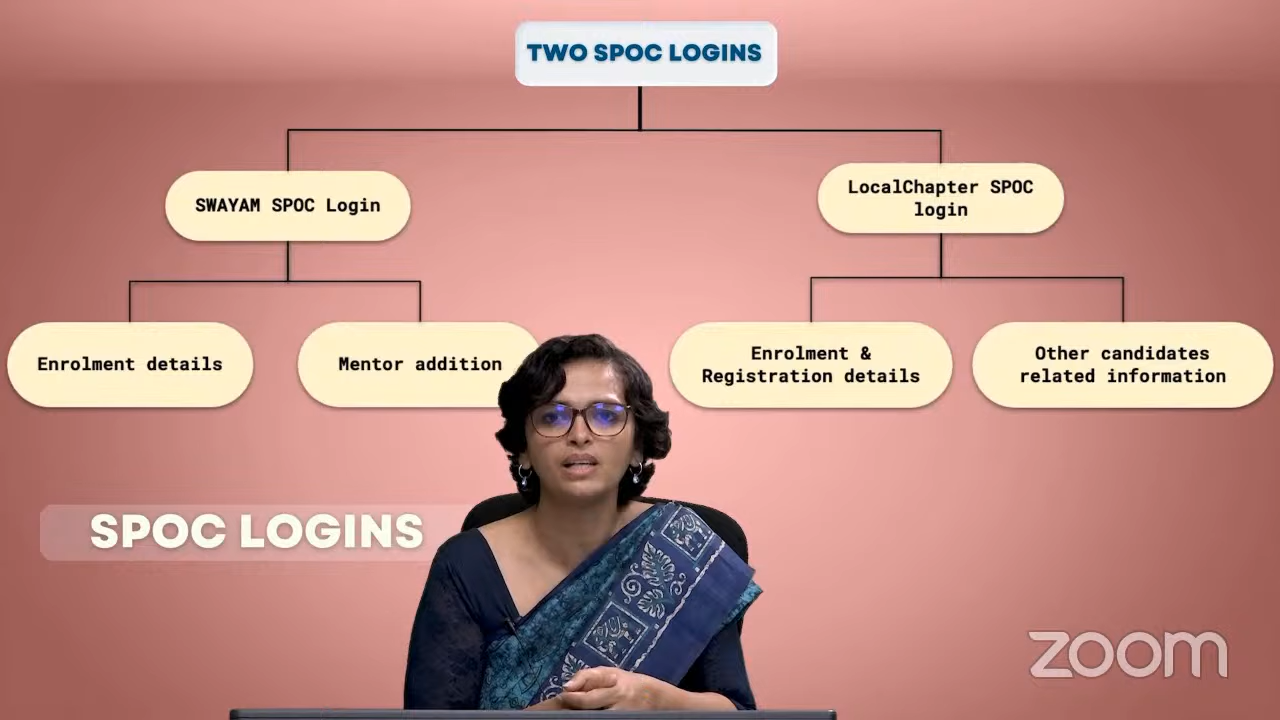 TWO SPOC LOGINS
SWAYAM SPOC Login
LocalChapter SPOC
login
Enrolment details
Mentor addition
Enrolment &
Registration details
Other candidates
related information
SPOC LOGINS
zoom